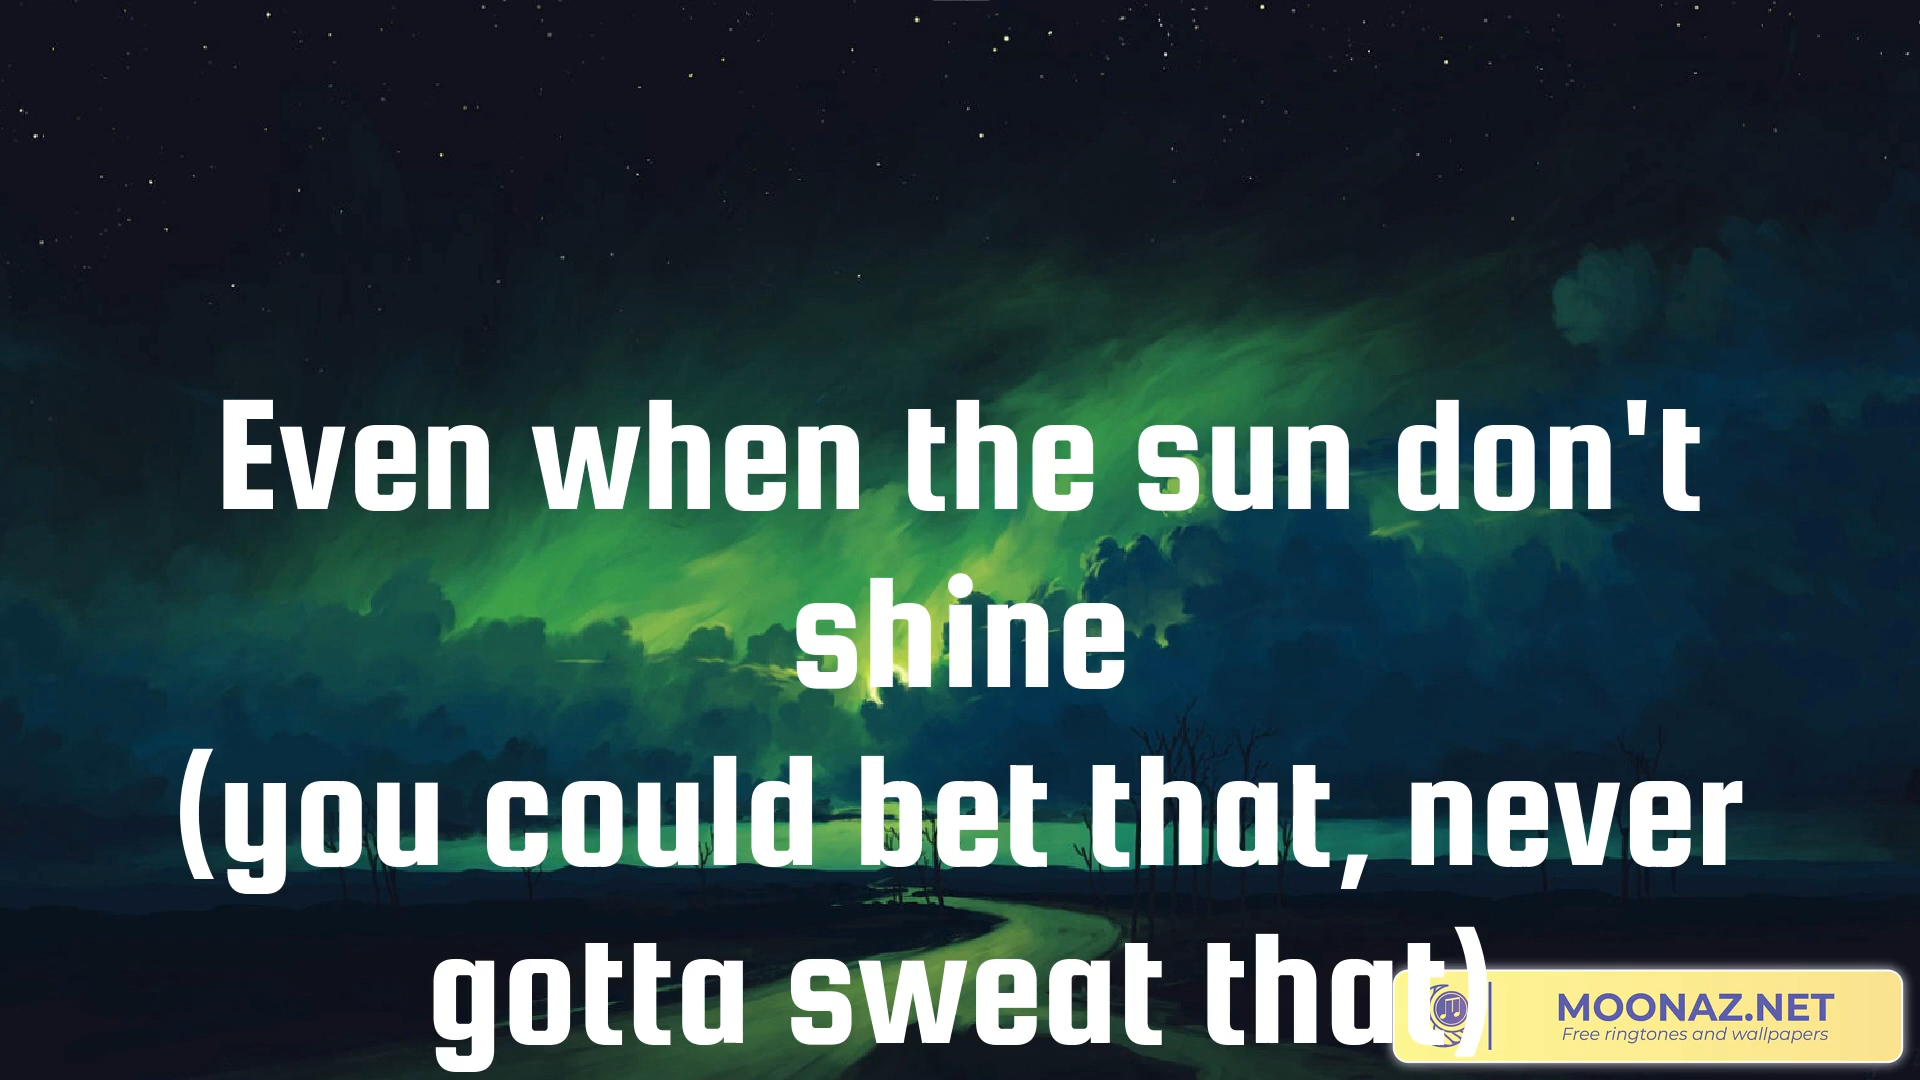 Even when the sun don't
shine
(you could bet that, never
gotta sweat that)
MOONAZ.NET
Free ringtones and wallpapers